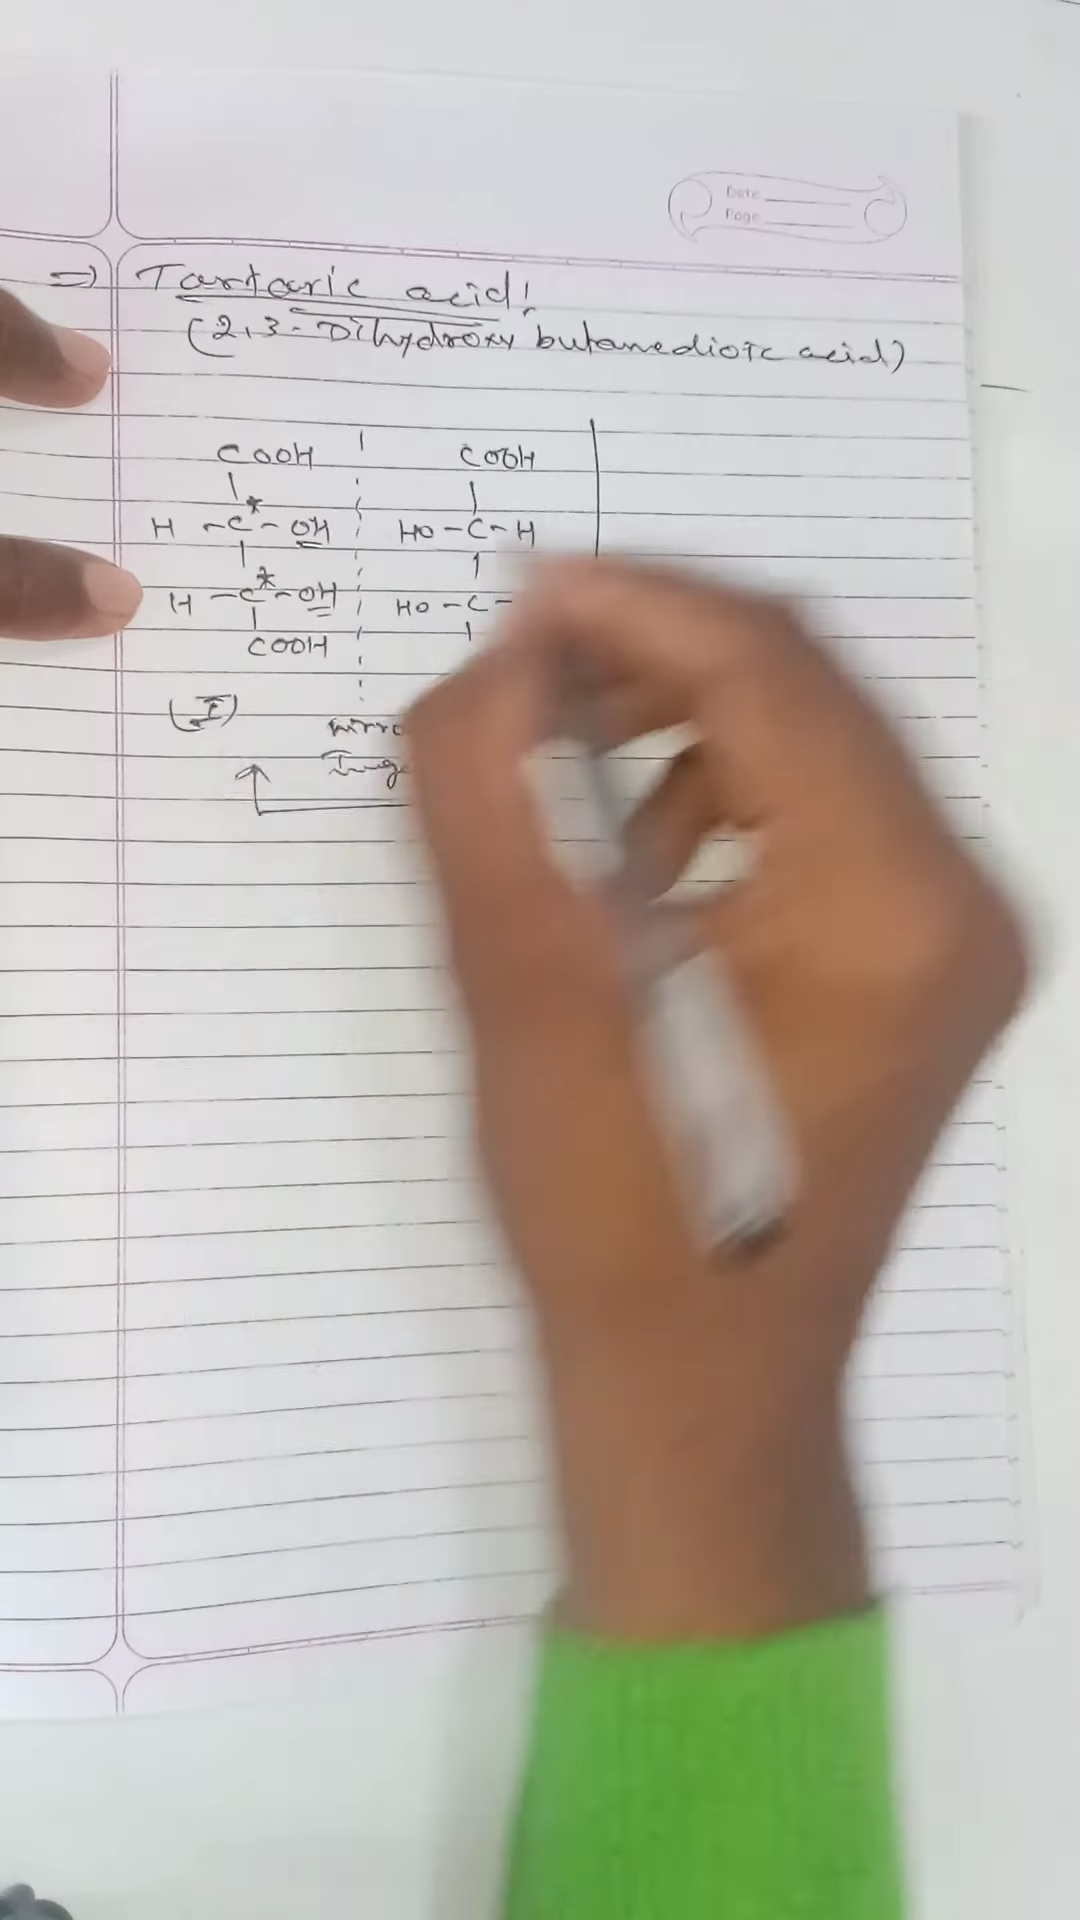 Date
Page
=> Tartaric acid!
(2,3-Dihydroxy butanedioic acid)
COOH COOH
H - C* - OH HO - C - H
H - C* - OH HO - C -
COOH
(I)